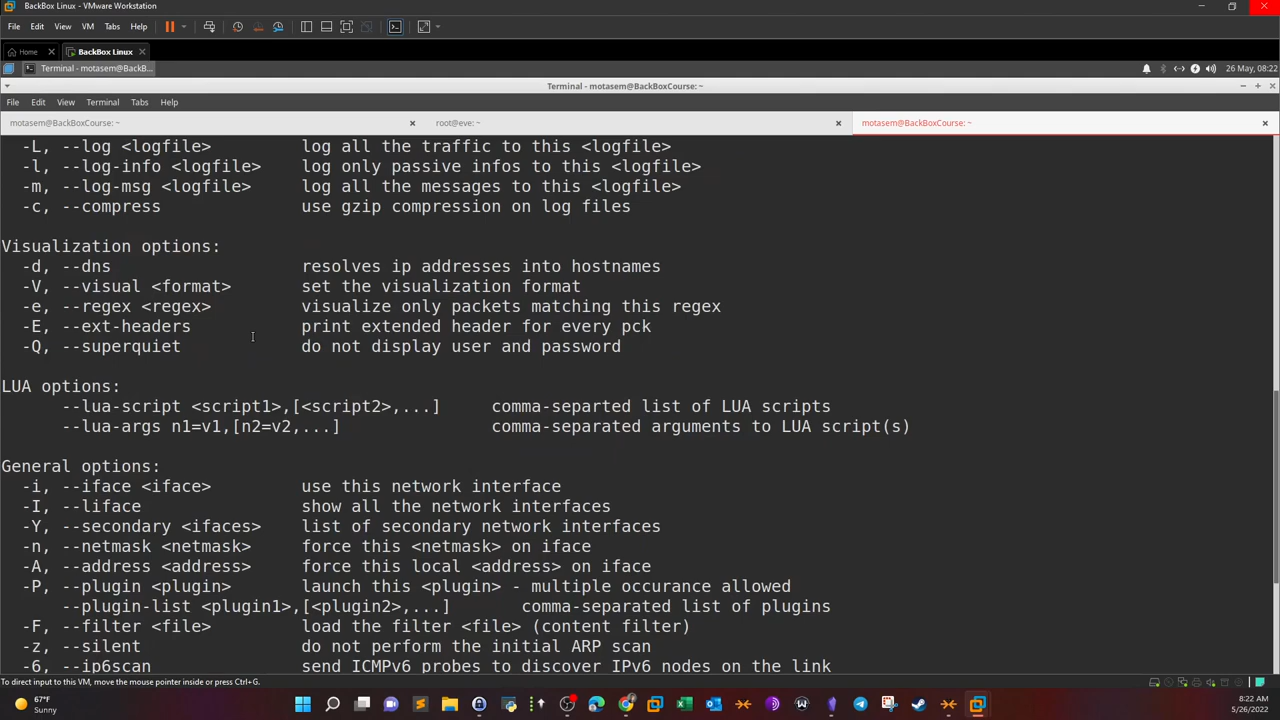 BackBox Linux - VMware Workstation
File Edit View VM Tabs Help
Home BackBox Linux
Terminal - motasem@BackB... 26 May, 08:22
Terminal - motasem@BackBoxCourse: ~
File Edit View Terminal Tabs Help
motasem@BackBoxCourse: ~ root@eve: ~ motasem@BackBoxCourse: ~
-L, --log <logfile> log all the traffic to this <logfile>
-l, --log-info <logfile> log only passive infos to this <logfile>
-m, --log-msg <logfile> log all the messages to this <logfile>
-c, --compress use gzip compression on log files
Visualization options:
-d, --dns resolves ip addresses into hostnames
-V, --visual <format> set the visualization format
-e, --regex <regex> visualize only packets matching this regex
-E, --ext-headers print extended header for every pck
-Q, --superquiet do not display user and password
LUA options:
--lua-script <script1>,[<script2>,...] comma-separted list of LUA scripts
--lua-args n1=v1,[n2=v2,...] comma-separated arguments to LUA script(s)
General options:
-i, --iface <iface> use this network interface
-I, --liface show all the network interfaces
-Y, --secondary <ifaces> list of secondary network interfaces
-n, --netmask <netmask> force this <netmask> on iface
-A, --address <address> force this local <address> on iface
-P, --plugin <plugin> launch this <plugin> - multiple occurance allowed
--plugin-list <plugin1>,[<plugin2>,...] comma-separated list of plugins
-F, --filter <file> load the filter <file> (content filter)
-z, --silent do not perform the initial ARP scan
-6, --ip6scan send ICMPv6 probes to discover IPv6 nodes on the link
To direct input to this VM, move the mouse pointer inside or press Ctrl+G.
67°F
Sunny
8:22 AM
5/26/2022